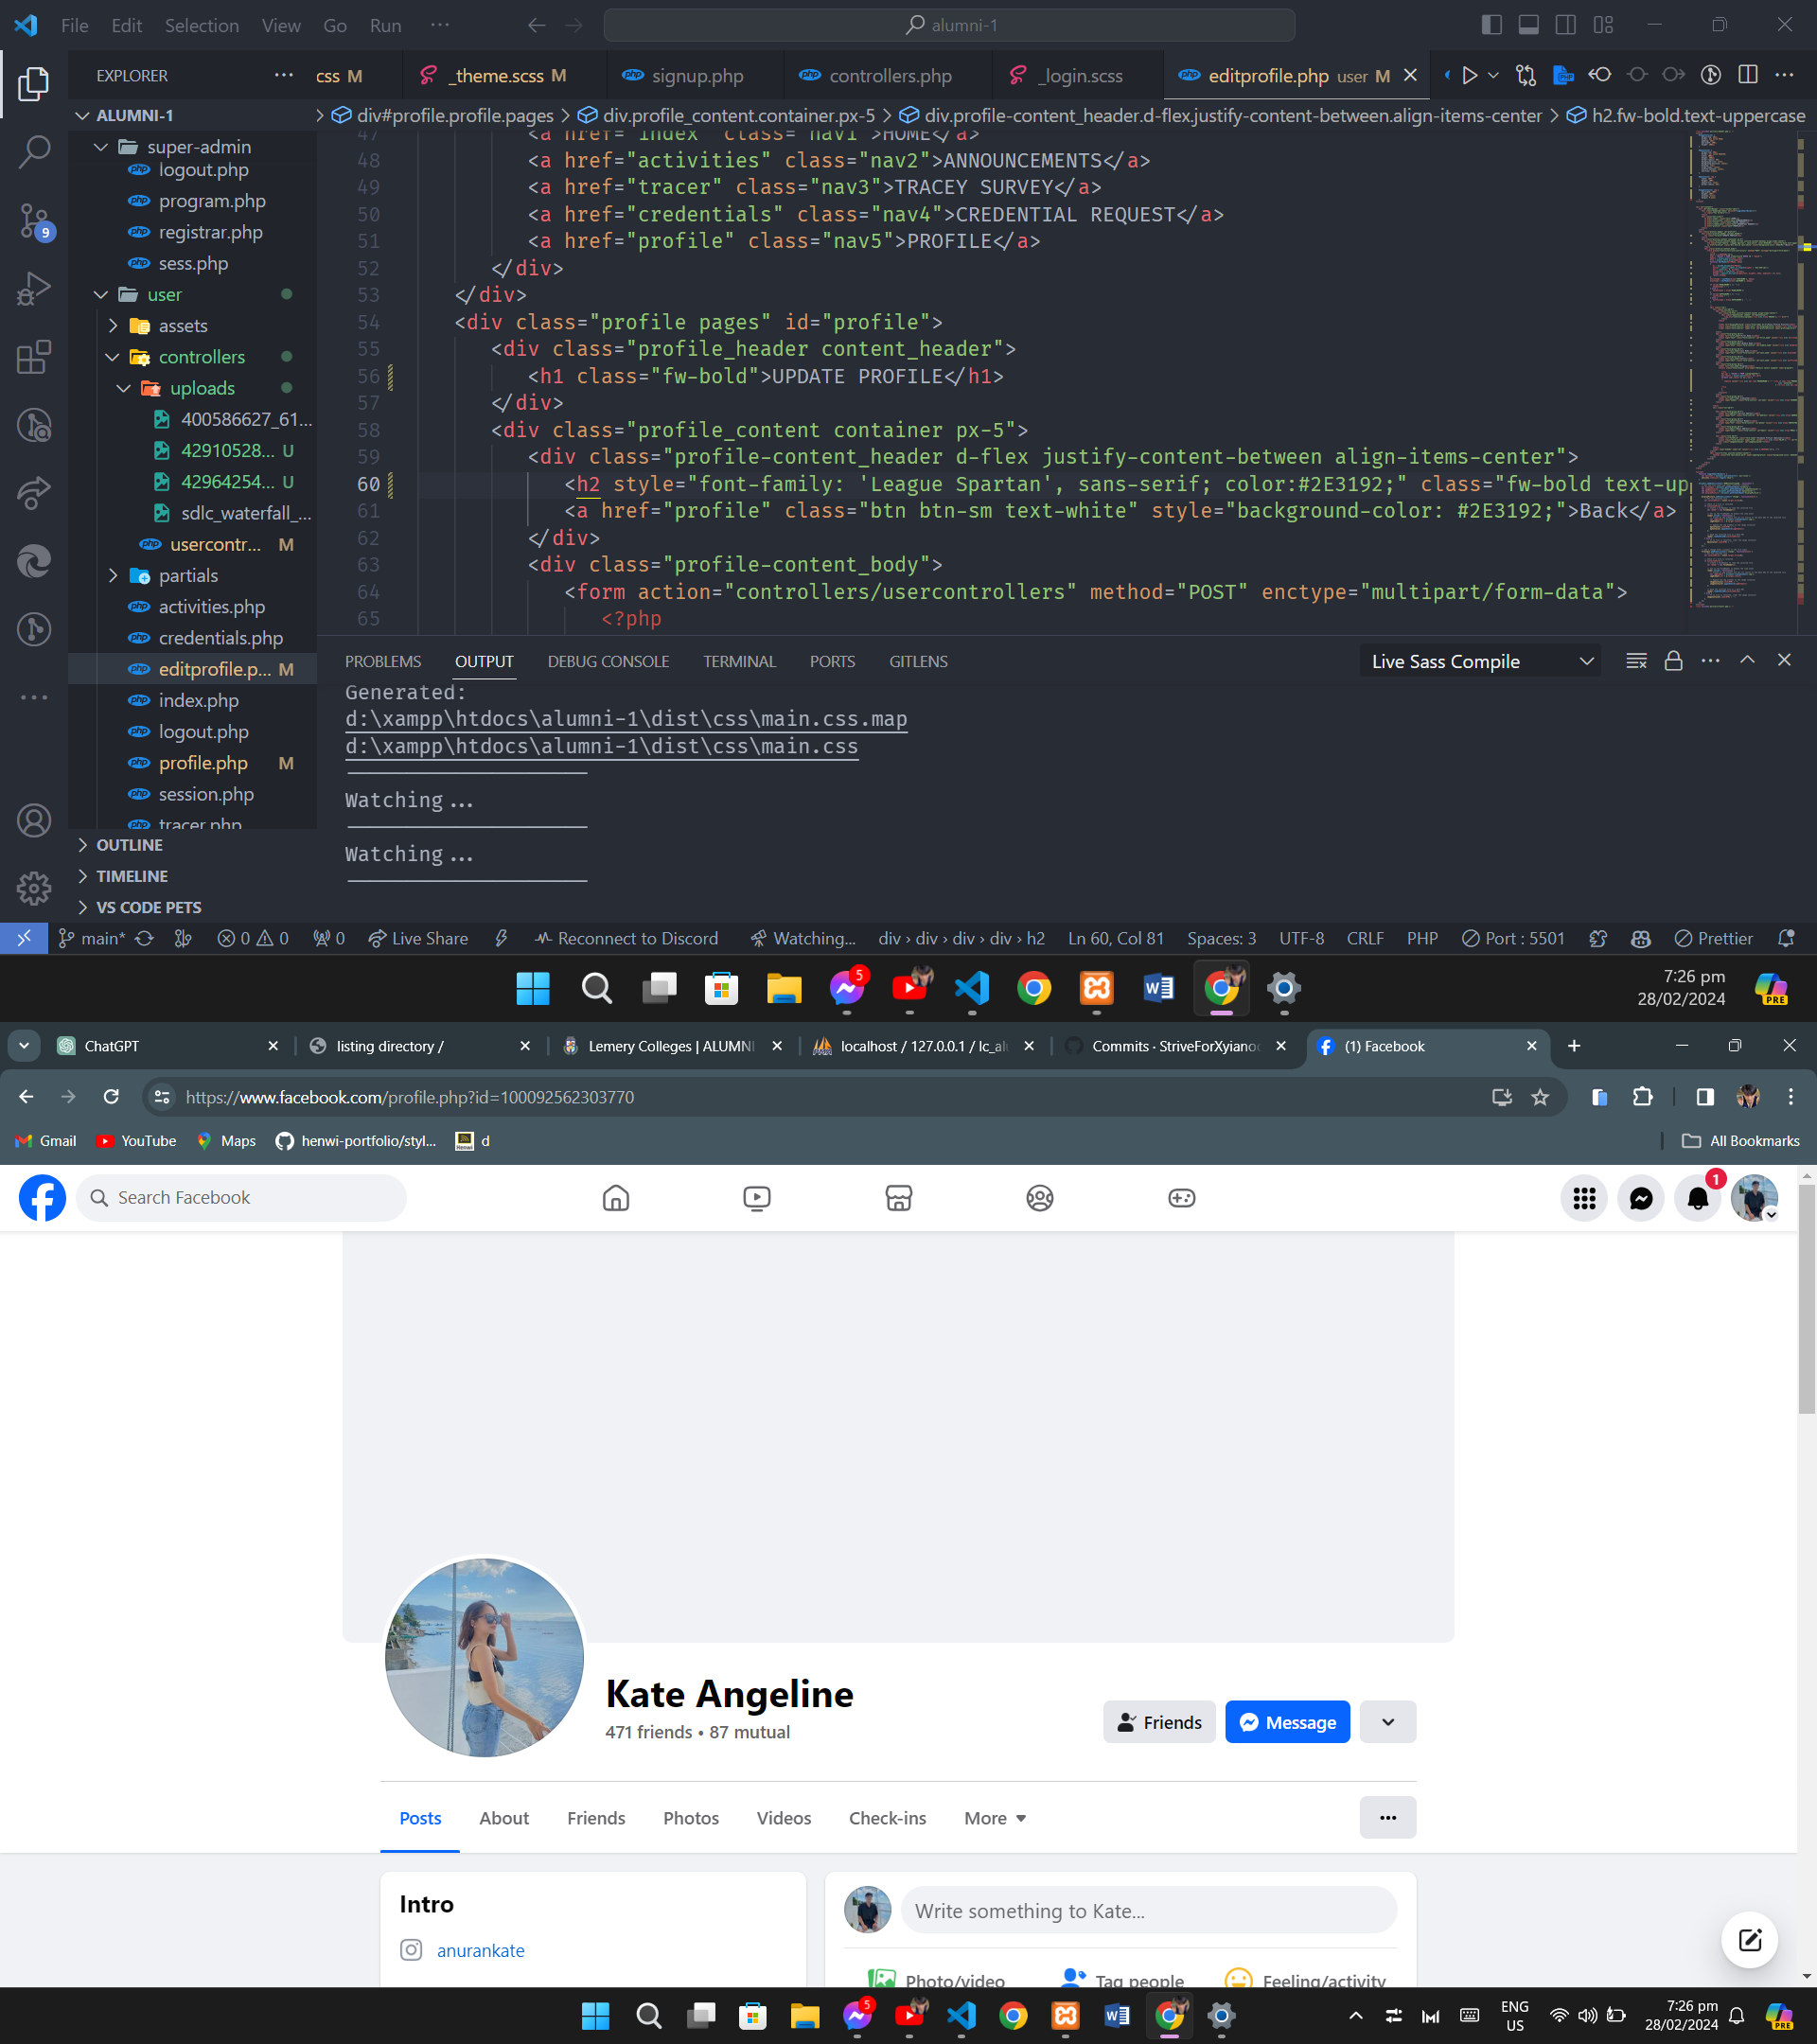 File Edit Selection View Go Run ··· alumni-1
EXPLORER ··· css M _theme.scss M signup.php controllers.php _login.scss editprofile.php user M
ALUMNI-1 div#profile.profile.pages > div.profile_content.container.px-5 > div.profile-content_header.d-flex.justify-content-between.align-items-center > h2.fw-bold.text-uppercase
super-admin
logout.php
program.php
registrar.php
sess.php
user
assets
controllers
uploads
400586627_61...
42910528... U
42964254... U
sdlc_waterfall_...
usercontr... M
partials
activities.php
credentials.php
editprofile.p... M
index.php
logout.php
profile.php M
session.php
tracer.php
OUTLINE
TIMELINE
VS CODE PETS
9
47 <a href="index" class="nav1">HOME</a>
48 <a href="activities" class="nav2">ANNOUNCEMENTS</a>
49 <a href="tracer" class="nav3">TRACEY SURVEY</a>
50 <a href="credentials" class="nav4">CREDENTIAL REQUEST</a>
51 <a href="profile" class="nav5">PROFILE</a>
52 </div>
53 </div>
54 <div class="profile pages" id="profile">
55 <div class="profile_header content_header">
56 <h1 class="fw-bold">UPDATE PROFILE</h1>
57 </div>
58 <div class="profile_content container px-5">
59 <div class="profile-content_header d-flex justify-content-between align-items-center">
60 <h2 style="font-family: 'League Spartan', sans-serif; color:#2E3192;" class="fw-bold text-up
61 <a href="profile" class="btn btn-sm text-white" style="background-color: #2E3192;">Back</a>
62 </div>
63 <div class="profile-content_body">
64 <form action="controllers/usercontrollers" method="POST" enctype="multipart/form-data">
65 <?php
PROBLEMS OUTPUT DEBUG CONSOLE TERMINAL PORTS GITLENS Live Sass Compile
Generated:
d:\xampp\htdocs\alumni-1\dist\css\main.css.map
d:\xampp\htdocs\alumni-1\dist\css\main.css
Watching...
Watching...
main* 0 0 0 Live Share Reconnect to Discord Watching... div > div > div > div > h2 Ln 60, Col 81 Spaces: 3 UTF-8 CRLF PHP Port : 5501 Prettier
5 7:26 pm
28/02/2024 PRE
ChatGPT listing directory / Lemery Colleges | ALUMNI localhost / 127.0.0.1 / lc_al Commits · StriveForXyiano (1) Facebook
https://www.facebook.com/profile.php?id=100092562303770
Gmail YouTube Maps henwi-portfolio/styl... d All Bookmarks
Search Facebook 1
Kate Angeline
471 friends • 87 mutual
Friends Message
Posts About Friends Photos Videos Check-ins More
Intro
anurankate
Write something to Kate...
Photo/video Tag people Feeling/activity
5 ENG
US 7:26 pm
28/02/2024 PRE